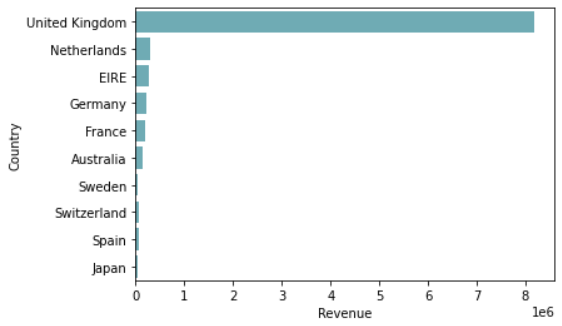 United Kingdom
Netherlands
EIRE
Germany
France
Australia
Sweden
Switzerland
Spain
Japan
Country
0 1 2 3 4 5 6 7 8
1e6
Revenue